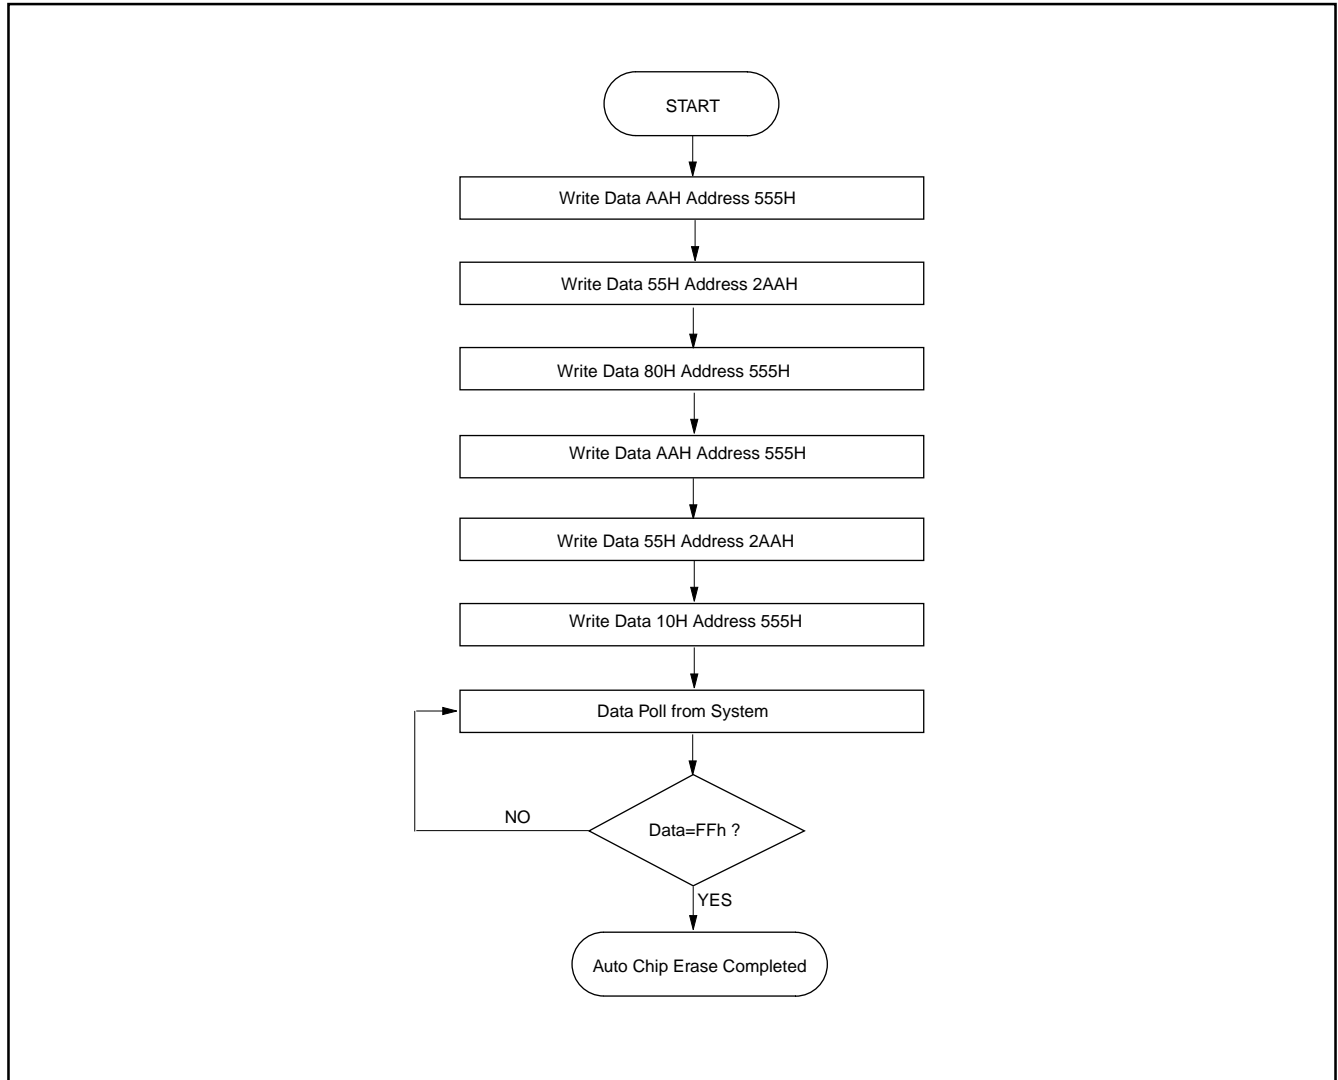 START
Write Data AAH Address 555H
Write Data 55H Address 2AAH
Write Data 80H Address 555H
Write Data AAH Address 555H
Write Data 55H Address 2AAH
Write Data 10H Address 555H
Data Poll from System
NO
Data=FFh ?
YES
Auto Chip Erase Completed